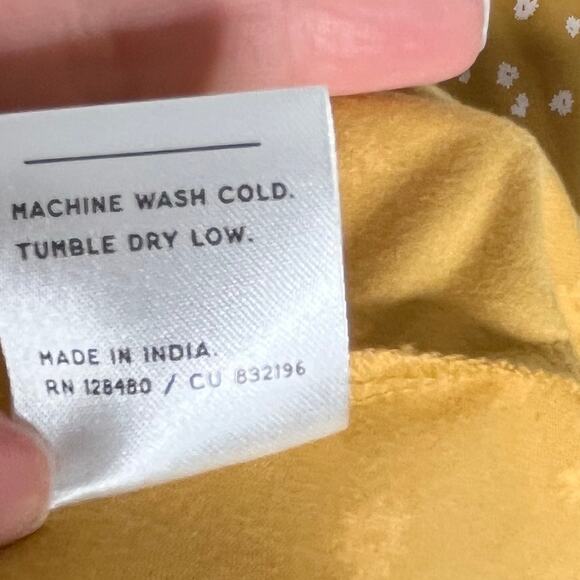 MACHINE WASH COLD.
TUMBLE DRY LOW.
MADE IN INDIA.
RN 128480 / CU 832196